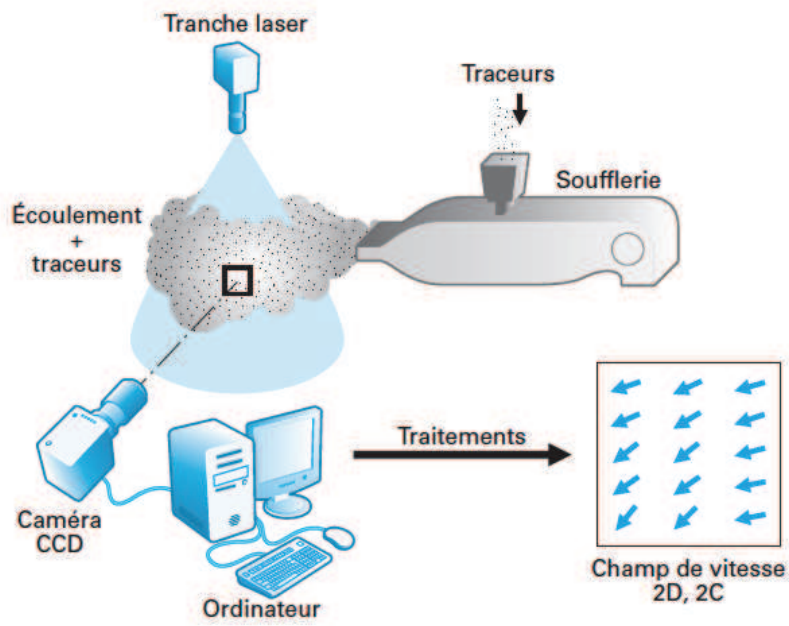 Tranche laser
Traceurs
Soufflerie
Écoulement
+
traceurs
Traitements
Caméra
CCD
Ordinateur
Champ de vitesse
2D, 2C